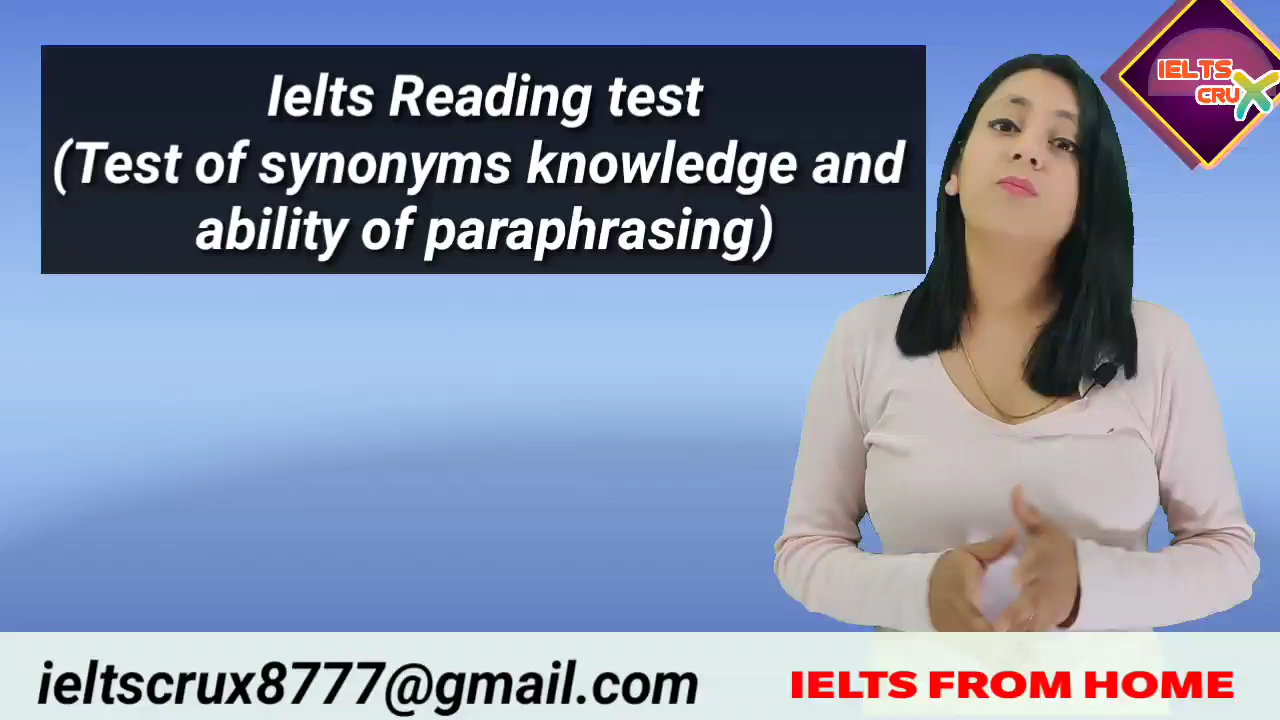 Ielts Reading test
(Test of synonyms knowledge and
ability of paraphrasing)
IELTS
CRUX
ieltscrux8777@gmail.com
IELTS FROM HOME